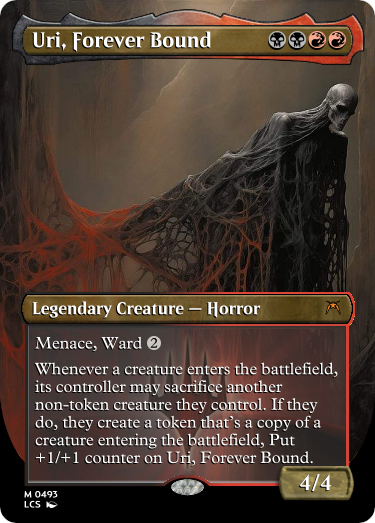 Uri, Forever Bound
Legendary Creature — Horror
Menace, Ward 2
Whenever a creature enters the battlefield,
its controller may sacrifice another
non-token creature they control. If they
do, they create a token that's a copy of a
creature entering the battlefield, Put
+1/+1 counter on Uri, Forever Bound.
4/4
M 0493
LCS